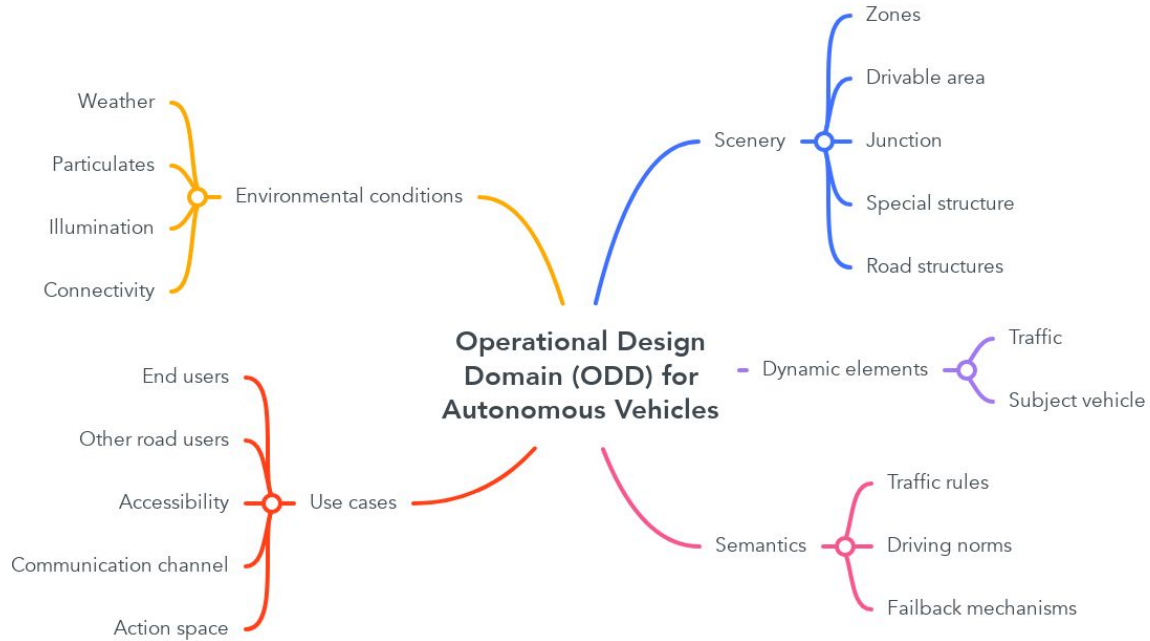 Operational Design
Domain (ODD) for
Autonomous Vehicles
Scenery
Zones
Drivable area
Junction
Special structure
Road structures
Dynamic elements
Traffic
Subject vehicle
Semantics
Traffic rules
Driving norms
Failback mechanisms
Environmental conditions
Weather
Particulates
Illumination
Connectivity
Use cases
End users
Other road users
Accessibility
Communication channel
Action space